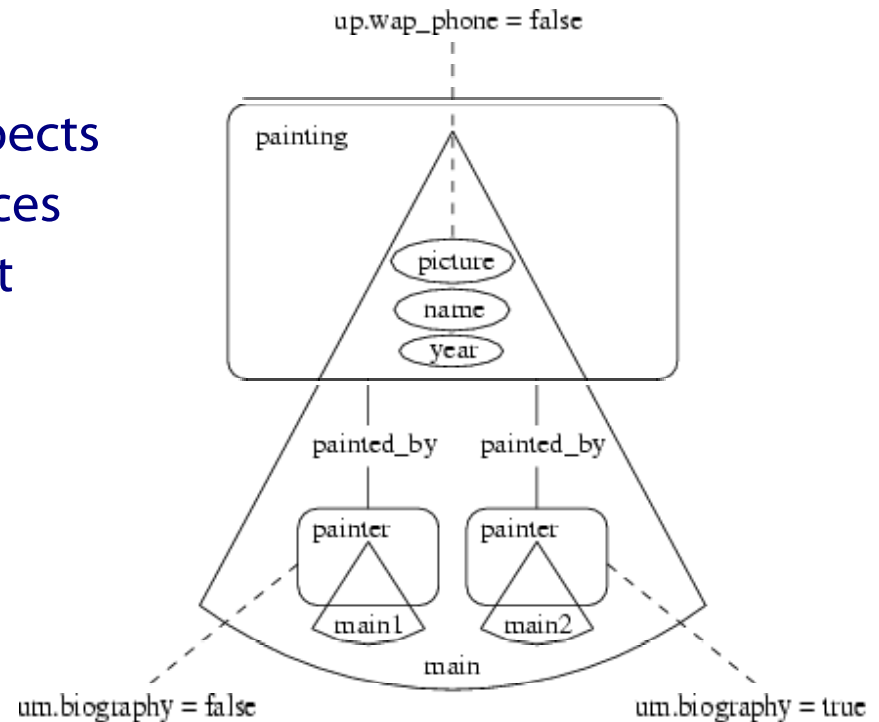 up.wap_phone = false
painting
picture
name
year
painted_by painted_by
painter painter
main1 main2
main
um.biography = false um.biography = true